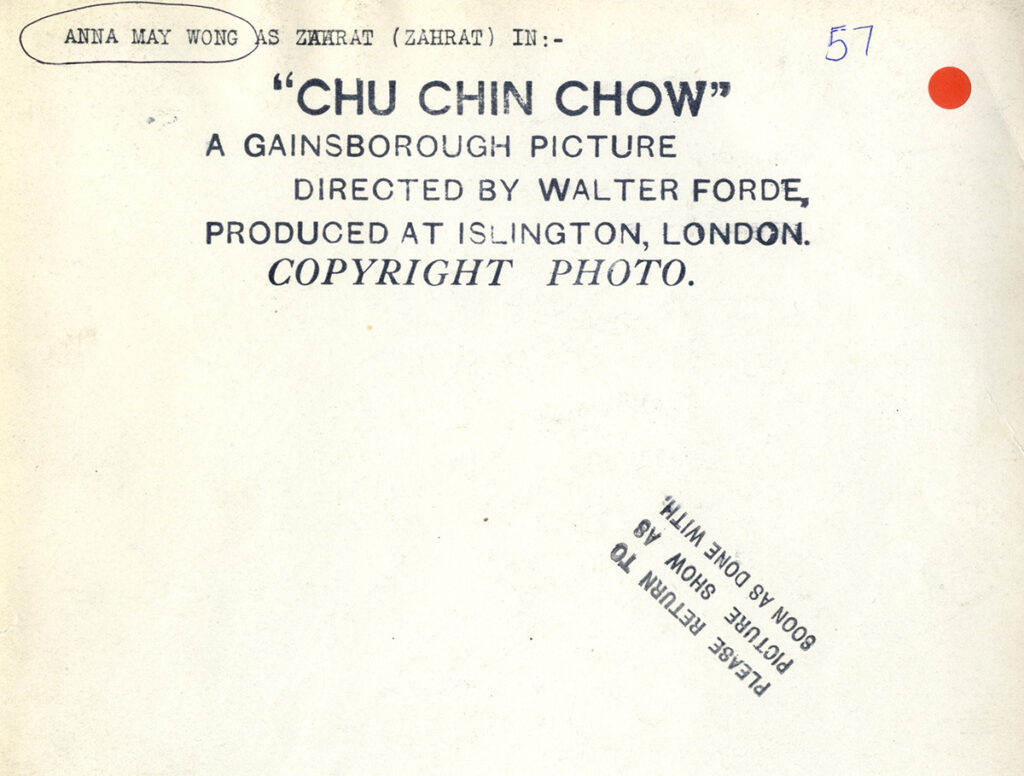 ANNA MAY WONG AS ZAHRAT (ZAHRAT) IN:-
57
"CHU CHIN CHOW"
A GAINSBOROUGH PICTURE
DIRECTED BY WALTER FORDE,
PRODUCED AT ISLINGTON, LONDON.
COPYRIGHT PHOTO.
PLEASE RETURN TO
PICTURE SHOW AS
SOON AS DONE WITH.